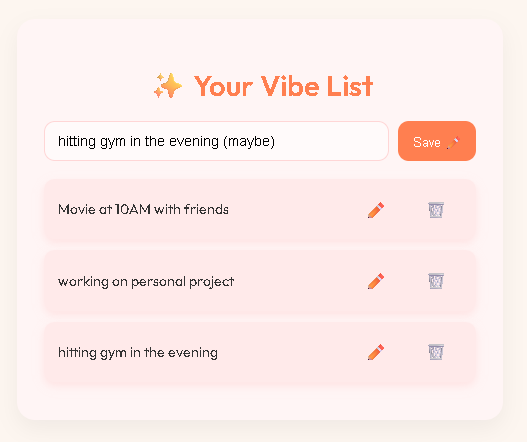 ✨ Your Vibe List
hitting gym in the evening (maybe)
Save ✏️
Movie at 10AM with friends
working on personal project
hitting gym in the evening